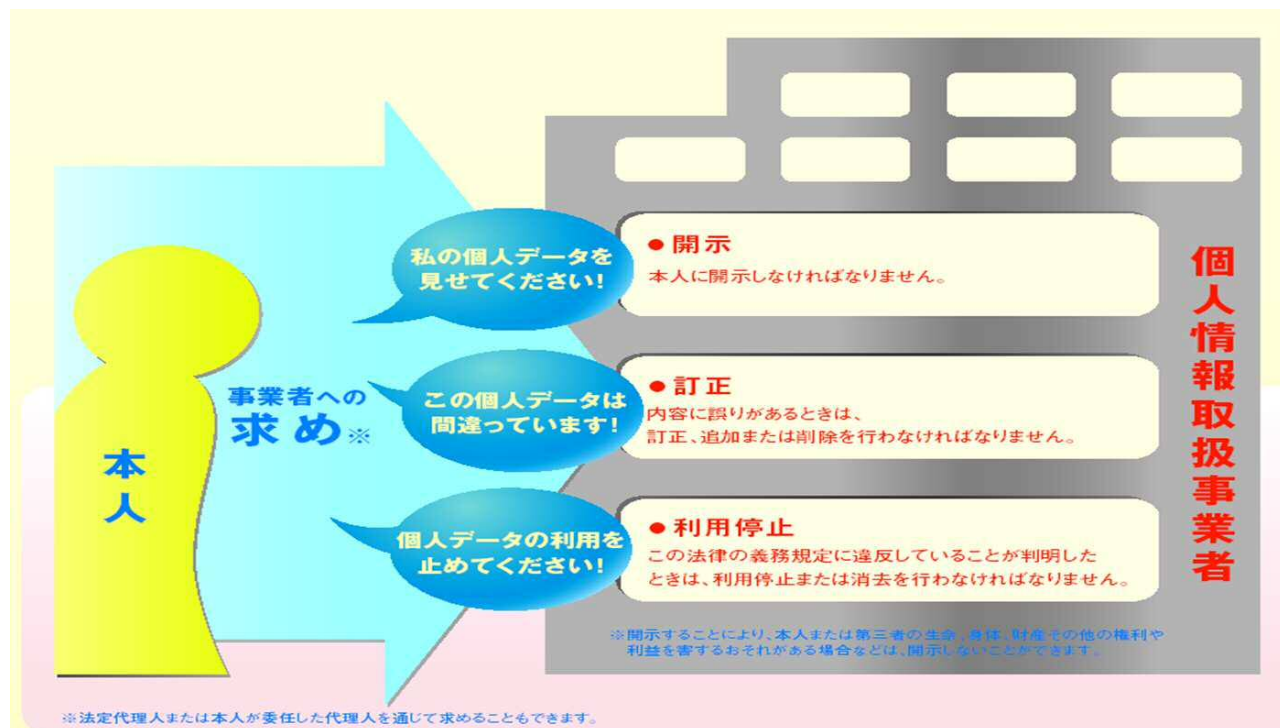 私の個人データを
見せてください!
●開示
本人に開示しなければなりません。
本人
事業者への
求め※
この個人データは
間違っています!
●訂正
内容に誤りがあるときは、
訂正、追加または削除を行わなければなりません。
個人データの利用を
止めてください!
●利用停止
この法律の義務規定に違反していることが判明した
ときは、利用停止または消去を行わなければなりません。
個人情報取扱事業者
※開示することにより、本人または第三者の生命、身体、財産その他の権利や
利益を害するおそれがある場合などは、開示しないことができます。
※法定代理人または本人が委任した代理人を通じて求めることもできます。